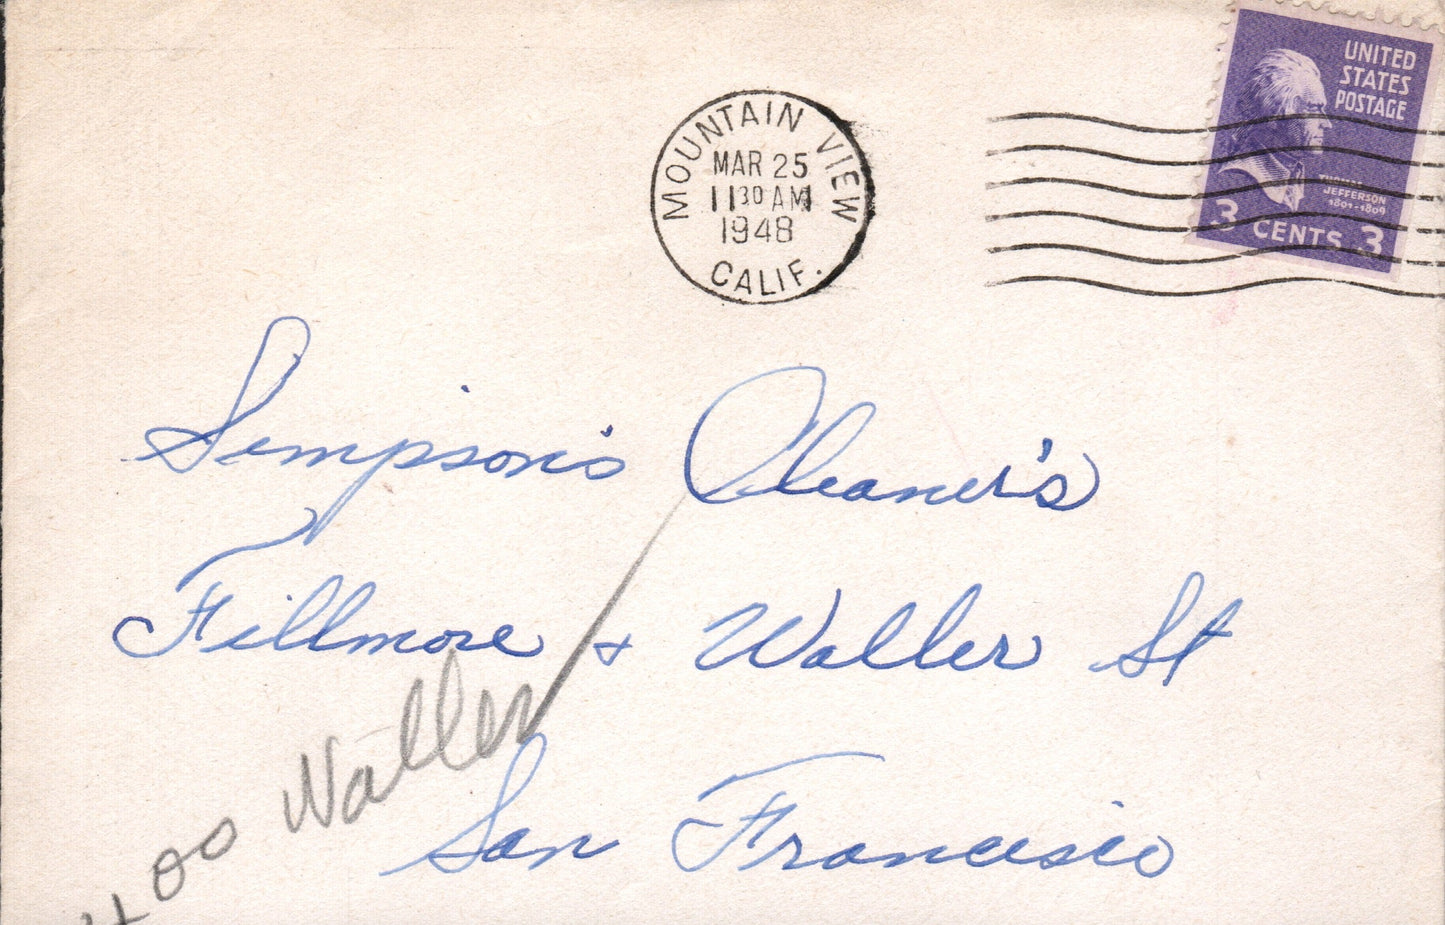 MOUNTAIN VIEW
MAR 25
11 30 AM
1948
CALIF.
UNITED
STATES
POSTAGE
THOMAS
JEFFERSON
1801-1809
3 CENTS 3
Simpson's Cleaner's
Fillmore + Waller St
San Francisco
400 Waller